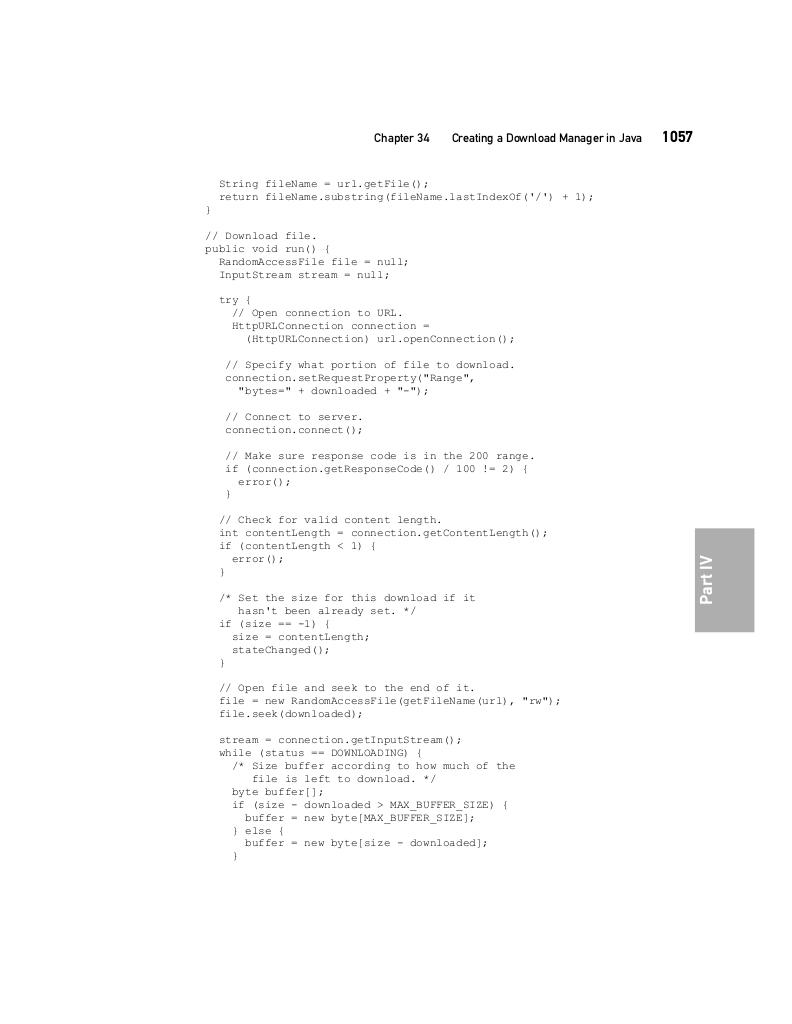 Chapter 34 Creating a Download Manager in Java 1057
String fileName = url.getFile();
return fileName.substring(fileName.lastIndexOf('/') + 1);
}
// Download file.
public void run() {
RandomAccessFile file = null;
InputStream stream = null;
try {
// Open connection to URL.
HttpURLConnection connection =
(HttpURLConnection) url.openConnection();
// Specify what portion of file to download.
connection.setRequestProperty("Range",
"bytes=" + downloaded + "-");
// Connect to server.
connection.connect();
// Make sure response code is in the 200 range.
if (connection.getResponseCode() / 100 != 2) {
error();
}
// Check for valid content length.
int contentLength = connection.getContentLength();
if (contentLength < 1) {
error();
}
/* Set the size for this download if it
hasn't been already set. */
if (size == -1) {
size = contentLength;
stateChanged();
}
// Open file and seek to the end of it.
file = new RandomAccessFile(getFileName(url), "rw");
file.seek(downloaded);
stream = connection.getInputStream();
while (status == DOWNLOADING) {
/* Size buffer according to how much of the
file is left to download. */
byte buffer[];
if (size - downloaded > MAX_BUFFER_SIZE) {
buffer = new byte[MAX_BUFFER_SIZE];
} else {
buffer = new byte[size - downloaded];
}
Part IV